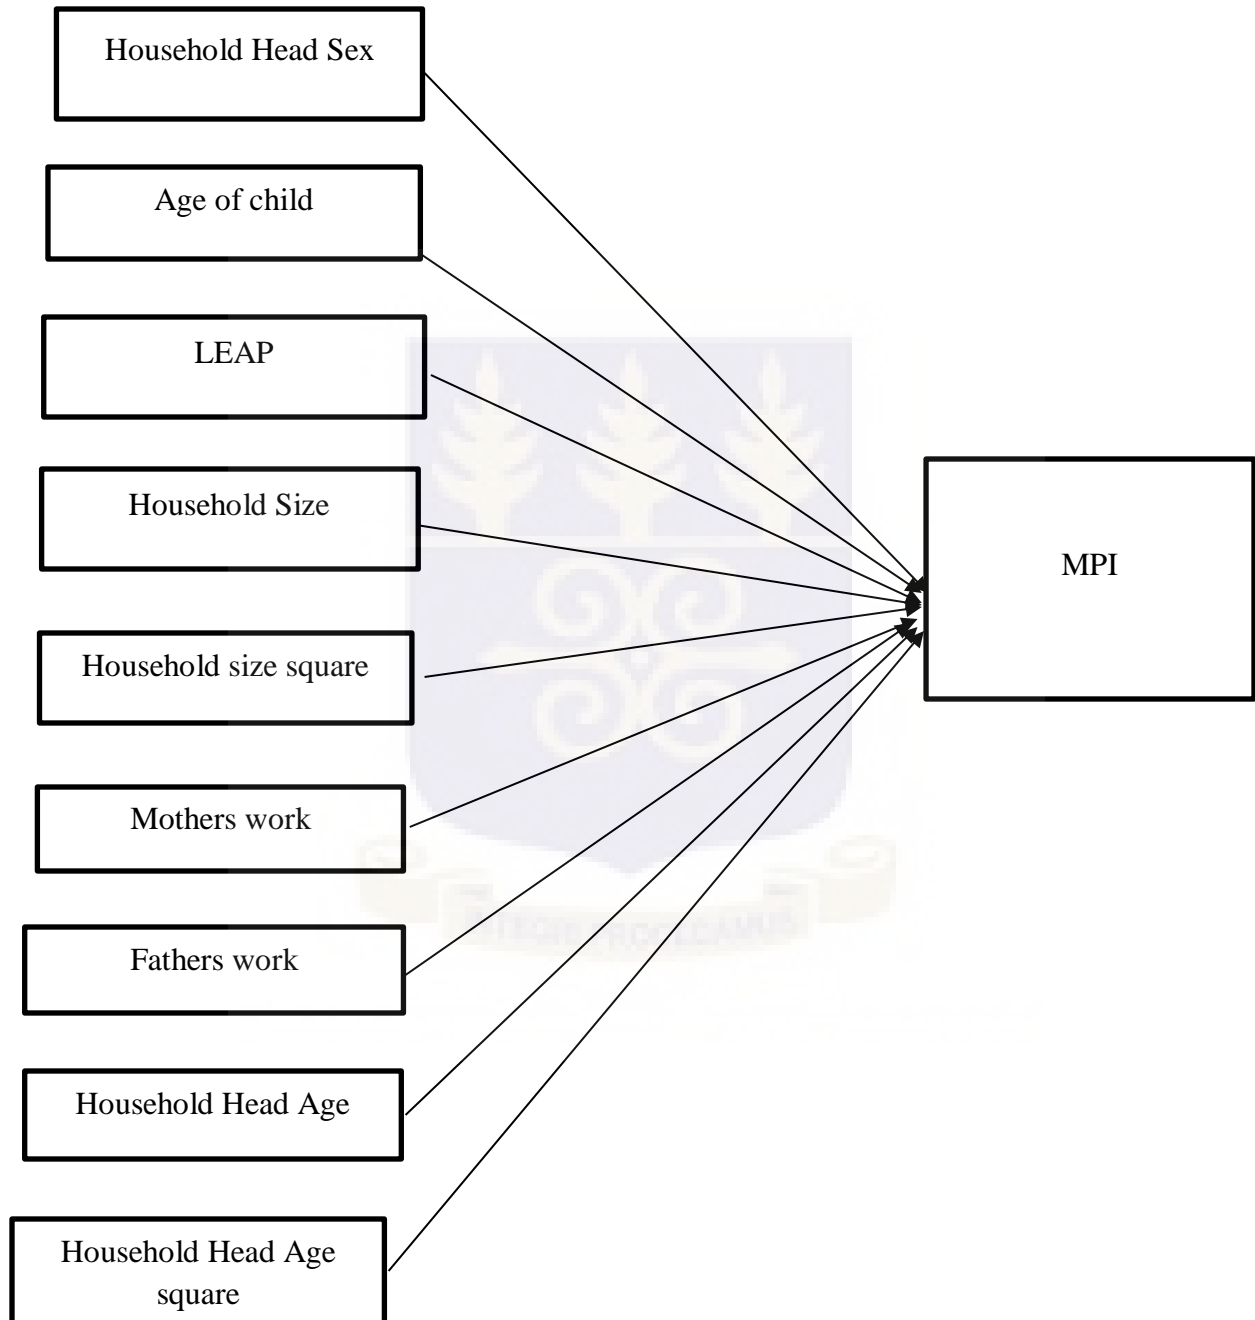 Household Head Sex
Age of child
LEAP
Household Size
Household size square
MPI
Mothers work
Fathers work
Household Head Age
Household Head Age
square